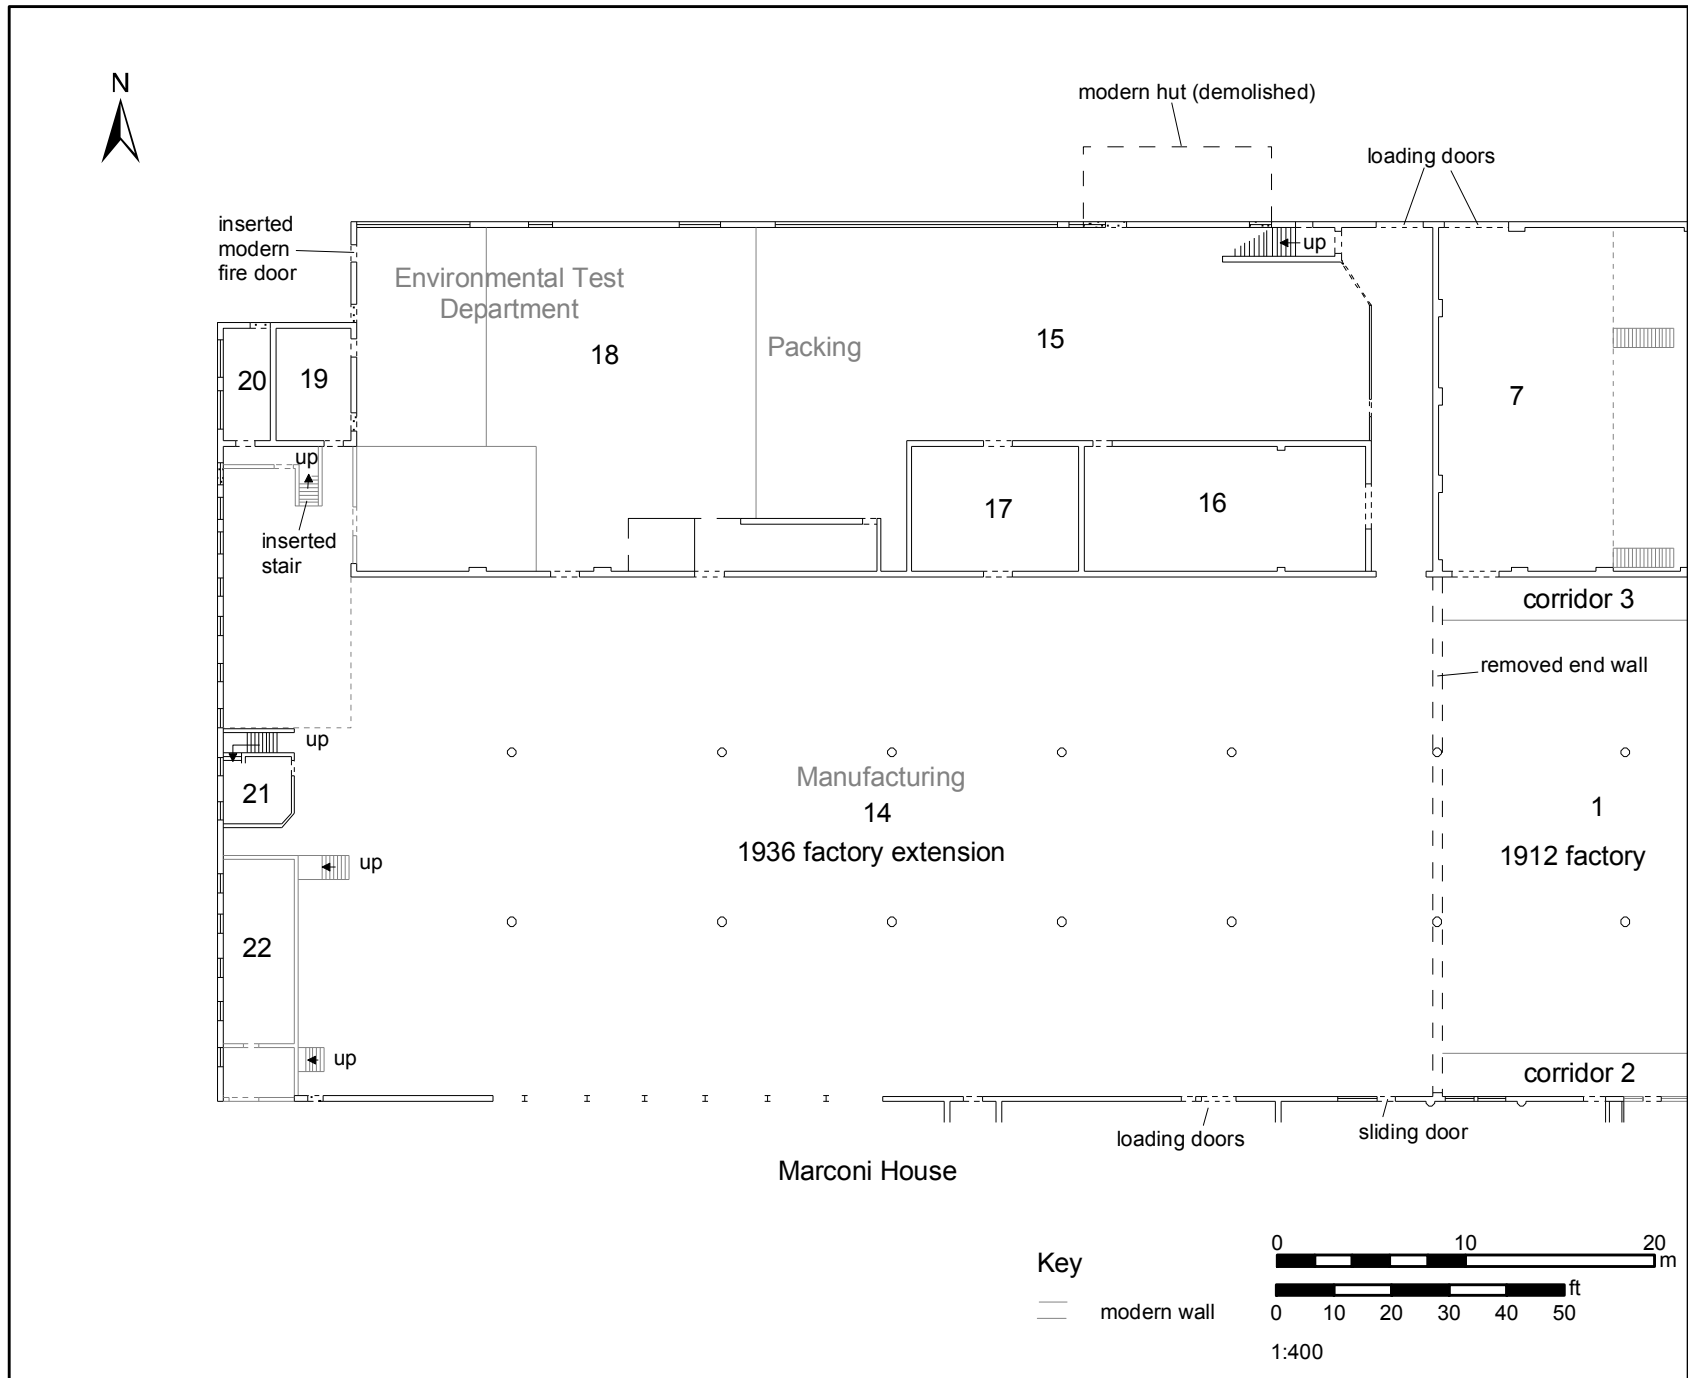 N
modern hut (demolished)
loading doors
inserted
modern
fire door
up
Environmental Test
Department
Packing
15
18
7
20
19
up
17
16
inserted
stair
corridor 3
removed end wall
up
Manufacturing
21
14
1
1936 factory extension
1912 factory
up
22
up
corridor 2
loading doors
sliding door
Marconi House
Key
modern wall
0 10 20
m
ft
0 10 20 30 40 50
1:400